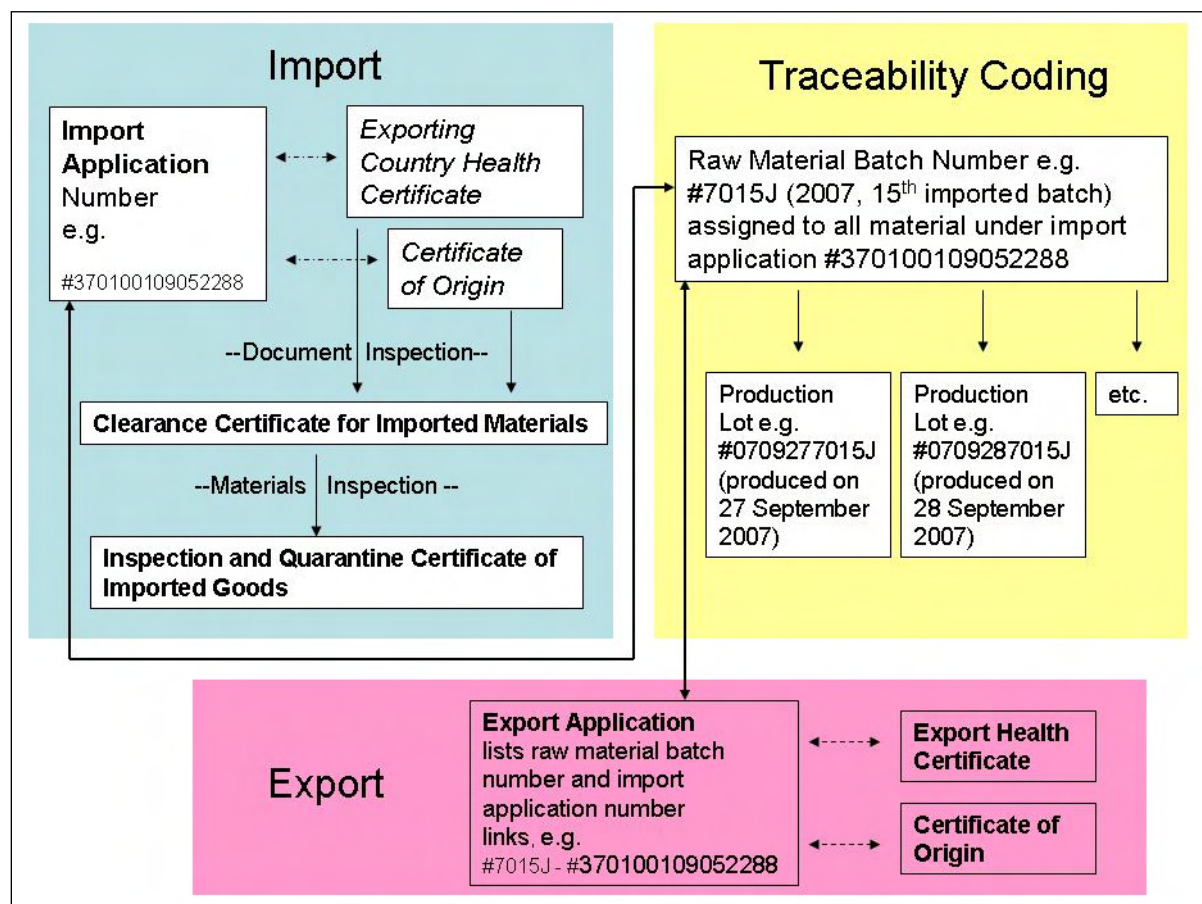 Import
Import
Application
Number
e.g.
#370100109052288
Exporting
Country Health
Certificate
Certificate
of Origin
--Document Inspection--
Clearance Certificate for Imported Materials
--Materials Inspection --
Inspection and Quarantine Certificate of
Imported Goods
Traceability Coding
Raw Material Batch Number e.g.
#7015J (2007, 15th imported batch)
assigned to all material under import
application #370100109052288
Production
Lot e.g.
#0709277015J
(produced on
27 September
2007)
Production
Lot e.g.
#0709287015J
(produced on
28 September
2007)
etc.
Export
Export Application
lists raw material batch
number and import
application number
links, e.g.
#7015J - #370100109052288
Export Health
Certificate
Certificate of
Origin